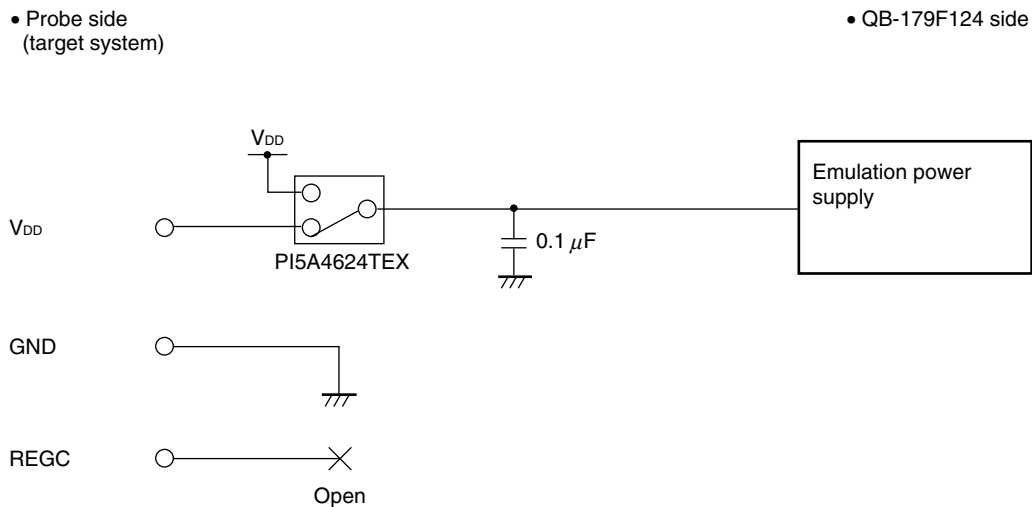 • Probe side
(target system)
• QB-179F124 side
VDD
Emulation power
supply
VDD
0.1 μF
PI5A4624TEX
GND
REGC
Open